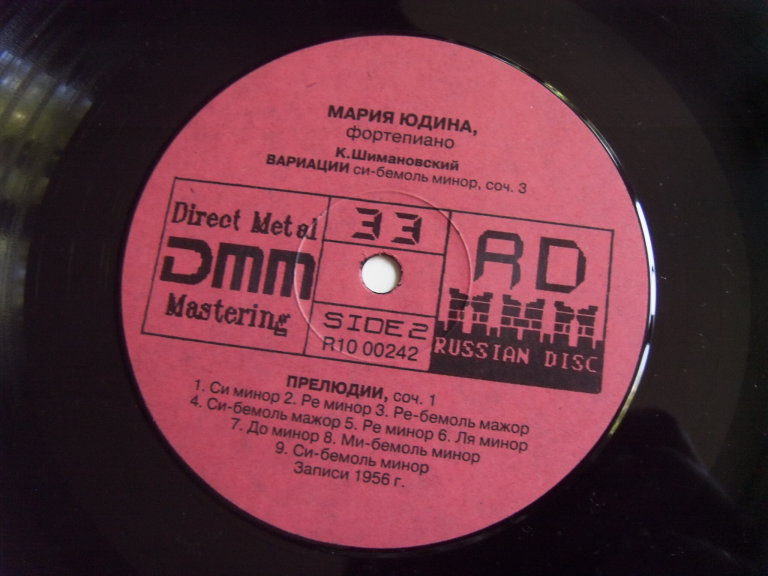 МАРИЯ ЮДИНА,
фортепиано
К.Шимановский
ВАРИАЦИИ си-бемоль минор, соч. 3
Direct Metal
DMM
Mastering
33
SIDE 2
R10 00242
RD
RUSSIAN DISC
ПРЕЛЮДИИ, соч. 1
1. Си минор 2. Ре минор 3. Ре-бемоль мажор
4. Си-бемоль мажор 5. Ре минор 6. Ля минор
7. До минор 8. Ми-бемоль минор
9. Си-бемоль минор
Записи 1956 г.